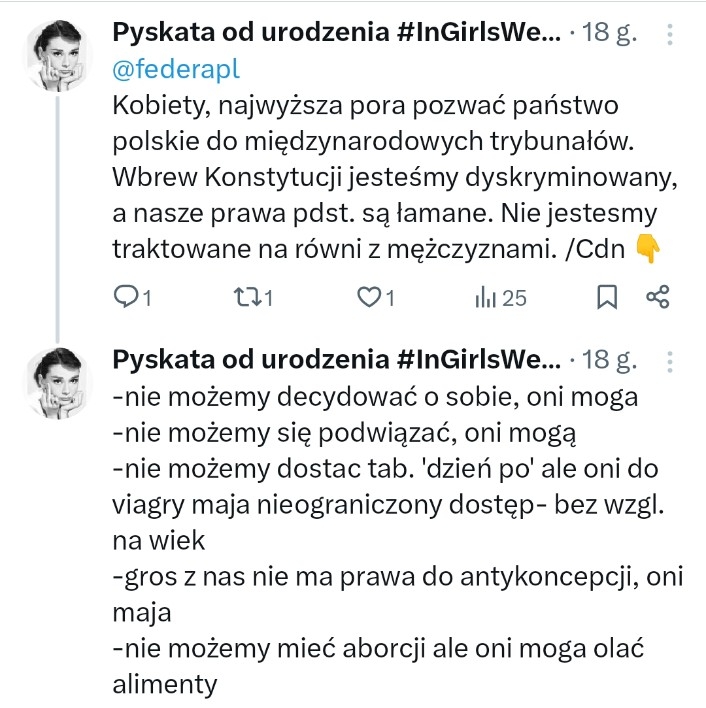 Pyskata od urodzenia #InGirlsWe... · 18 g.
@federapl
Kobiety, najwyższa pora pozwać państwo
polskie do międzynarodowych trybunałów.
Wbrew Konstytucji jesteśmy dyskryminowany,
a nasze prawa pdst. są łamane. Nie jestesmy
traktowane na równi z mężczyznami. /Cdn 👇
1 1 1 25
Pyskata od urodzenia #InGirlsWe... · 18 g.
-nie możemy decydować o sobie, oni moga
-nie możemy się podwiązać, oni mogą
-nie możemy dostac tab. 'dzień po' ale oni do
viagry maja nieograniczony dostęp- bez wzgl.
na wiek
-gros z nas nie ma prawa do antykoncepcji, oni
maja
-nie możemy mieć aborcji ale oni moga olać
alimenty